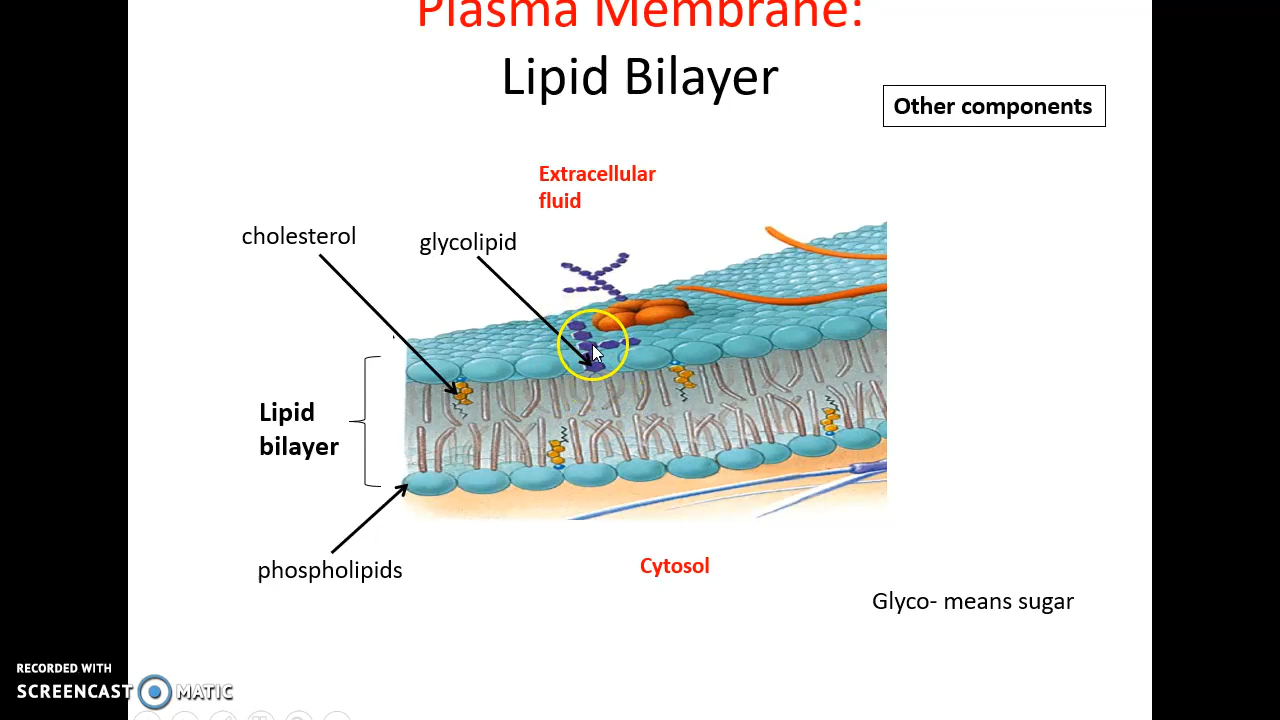 Plasma Membrane:
Lipid Bilayer
Other components
Extracellular
fluid
cholesterol
glycolipid
Lipid
bilayer
phospholipids
Cytosol
Glyco- means sugar
RECORDED WITH
SCREENCAST MATIC